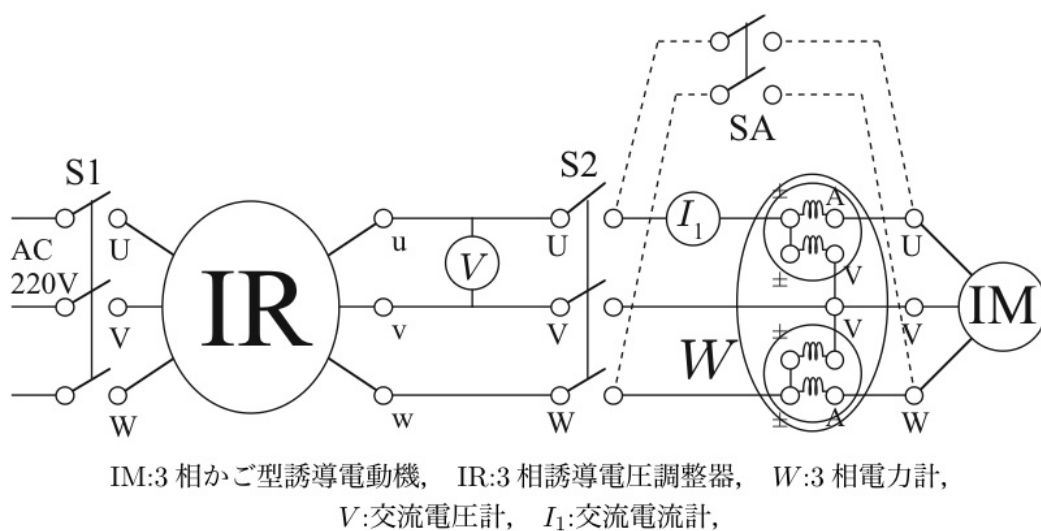 SA
S1
S2
AC
220V
U
V
W
IR
u
v
w
V
U
V
W
I₁
±
A
±
V
±
V
±
A
W
U
V
W
IM
IM:3 相かご型誘導電動機, IR:3 相誘導電圧調整器, W:3 相電力計,
V:交流電圧計, I₁:交流電流計,